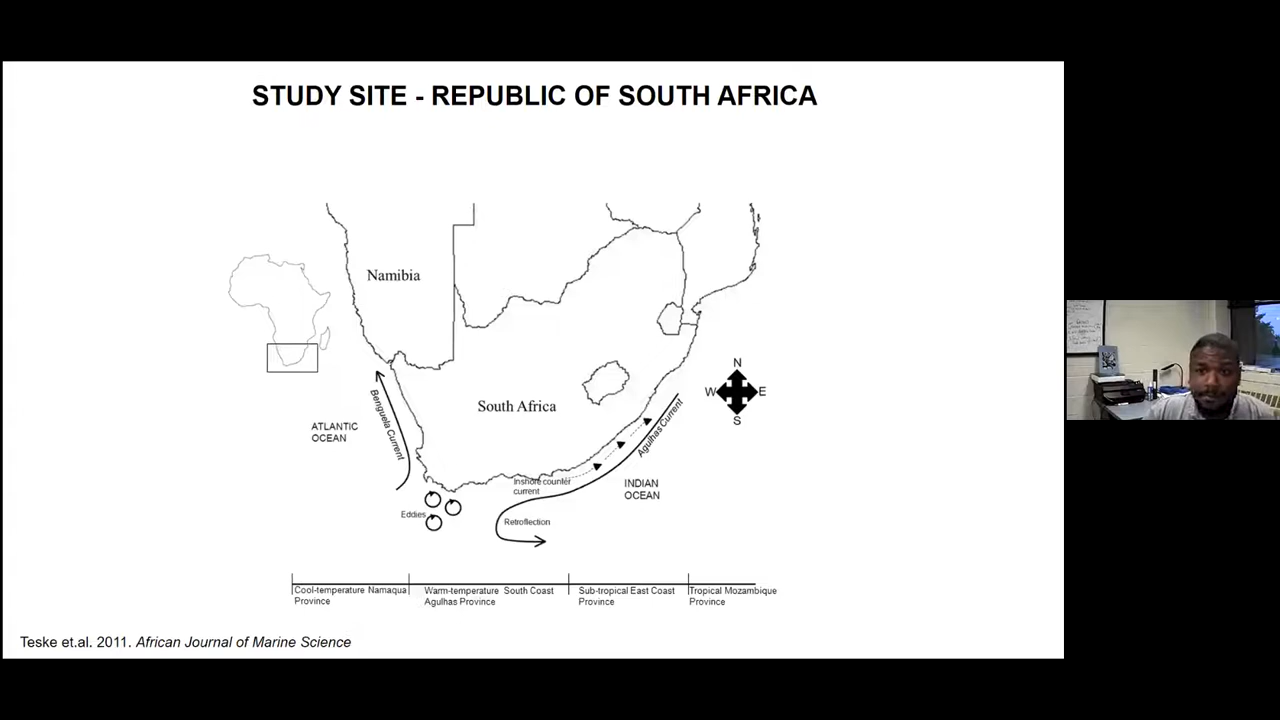 STUDY SITE - REPUBLIC OF SOUTH AFRICA
Namibia
South Africa
ATLANTIC
OCEAN
Benguela Current
Eddies
Inshore counter
current
Retroflection
Agulhas Current
INDIAN
OCEAN
N
W
E
S
Cool-temperature Namaqua
Province
Warm-temperature South Coast
Agulhas Province
Sub-tropical East Coast
Province
Tropical Mozambique
Province
Teske et.al. 2011. African Journal of Marine Science